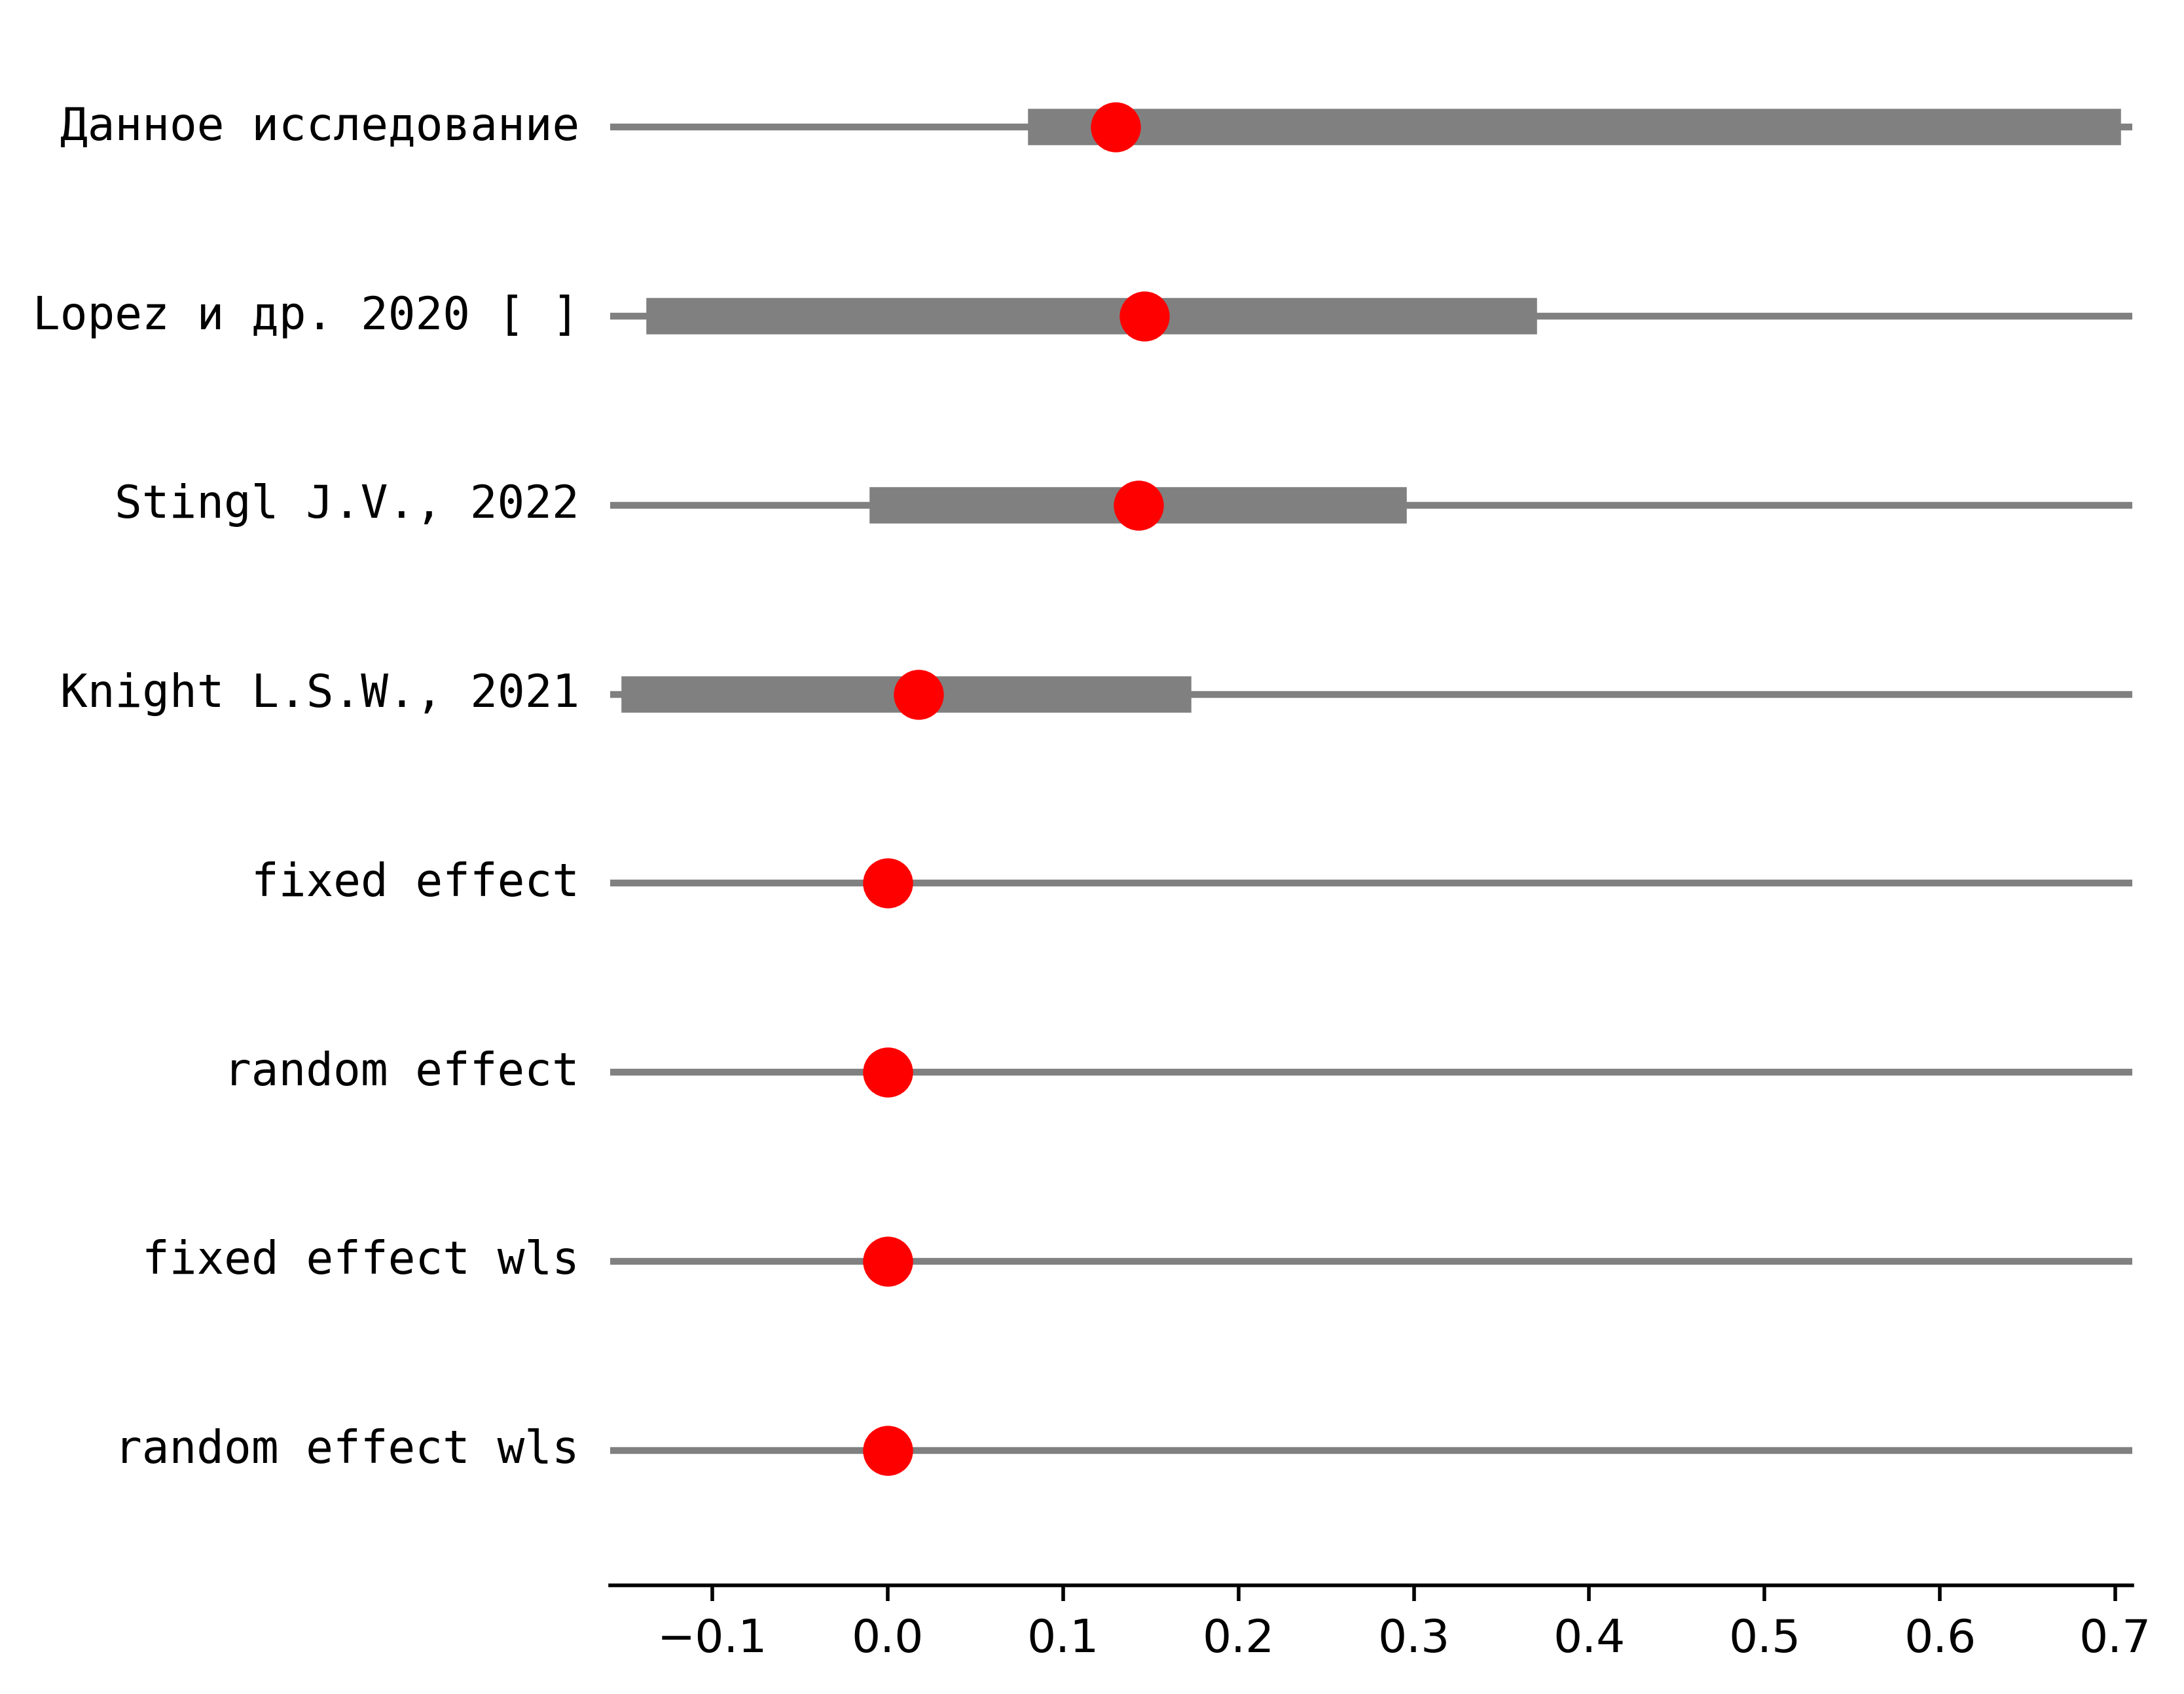 Данное исследование
Lopez и др. 2020 [ ]
Stingl J.V., 2022
Knight L.S.W., 2021
fixed effect
random effect
fixed effect wls
random effect wls
−0.1 0.0 0.1 0.2 0.3 0.4 0.5 0.6 0.7